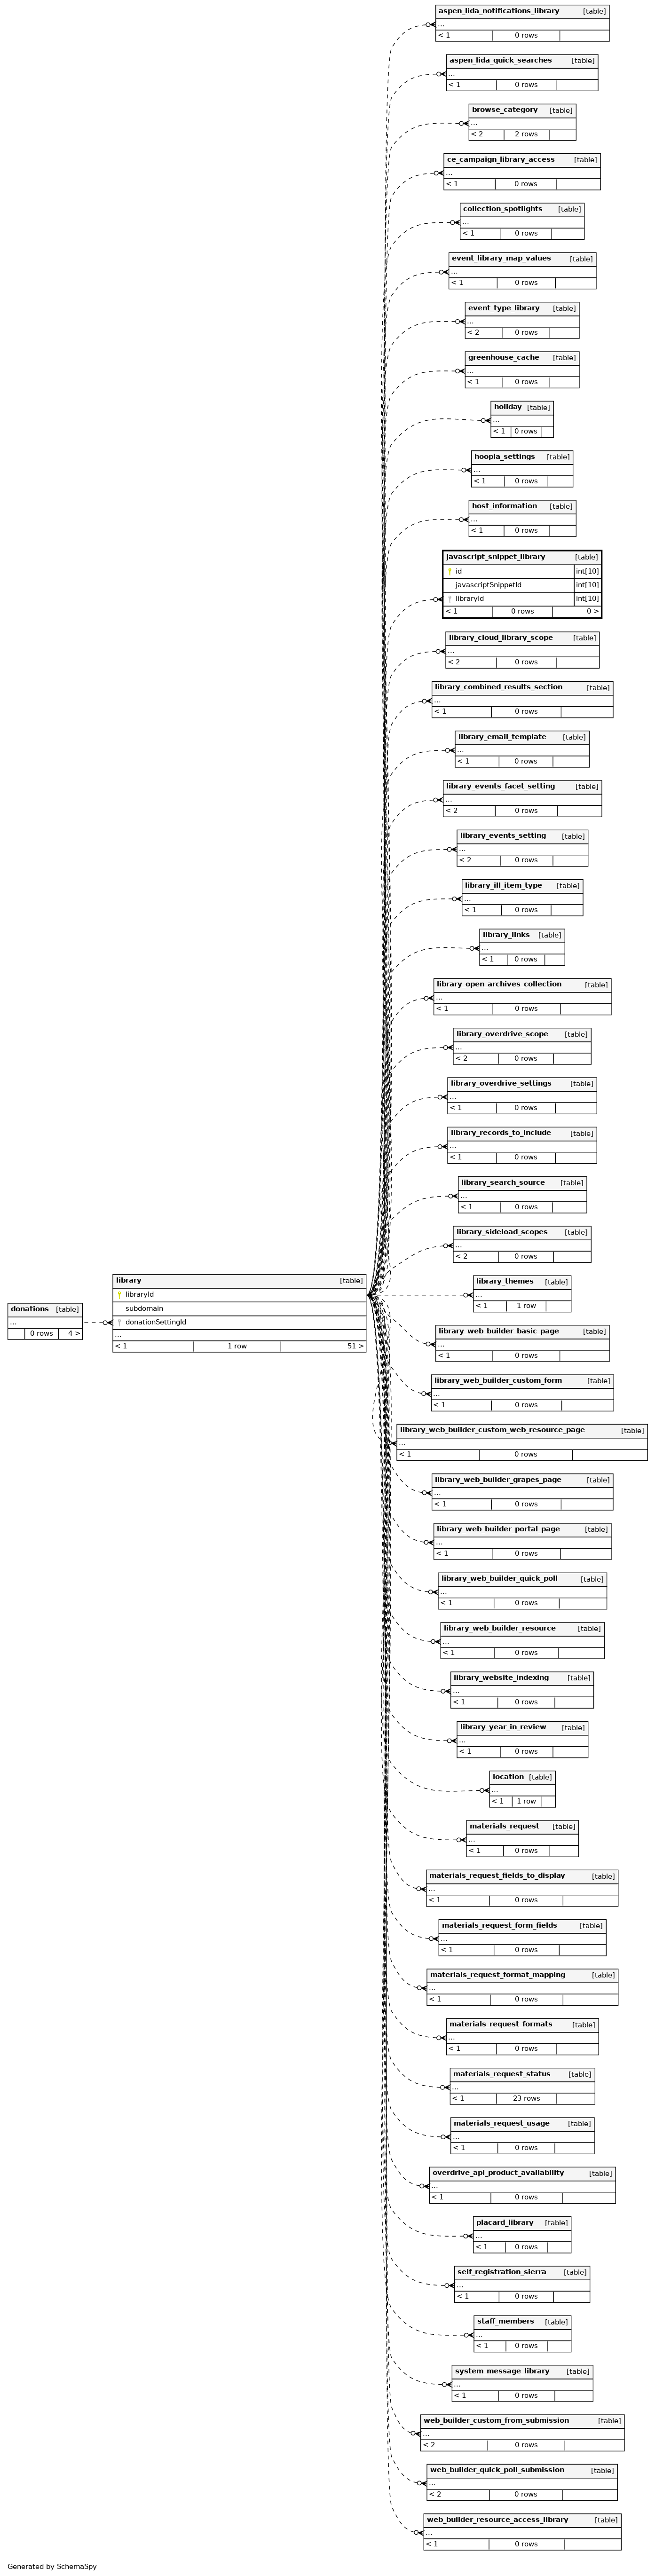 aspen_lida_notifications_library [table]
...
< 1 0 rows
aspen_lida_quick_searches [table]
...
< 1 0 rows
browse_category [table]
...
< 2 2 rows
ce_campaign_library_access [table]
...
< 1 0 rows
collection_spotlights [table]
...
< 1 0 rows
event_library_map_values [table]
...
< 1 0 rows
event_type_library [table]
...
< 2 0 rows
greenhouse_cache [table]
...
< 1 0 rows
holiday [table]
...
< 1 0 rows
hoopla_settings [table]
...
< 1 0 rows
host_information [table]
...
< 1 0 rows
javascript_snippet_library [table]
id int[10]
javascriptSnippetId int[10]
libraryId int[10]
< 1 0 rows 0 >
library_cloud_library_scope [table]
...
< 2 0 rows
library_combined_results_section [table]
...
< 1 0 rows
library_email_template [table]
...
< 1 0 rows
library_events_facet_setting [table]
...
< 2 0 rows
library_events_setting [table]
...
< 2 0 rows
library_ill_item_type [table]
...
< 1 0 rows
library_links [table]
...
< 1 0 rows
library_open_archives_collection [table]
...
< 1 0 rows
library_overdrive_scope [table]
...
< 2 0 rows
library_overdrive_settings [table]
...
< 1 0 rows
library_records_to_include [table]
...
< 1 0 rows
library_search_source [table]
...
< 1 0 rows
library_sideload_scopes [table]
...
< 2 0 rows
donations [table]
...
0 rows 4 >
library [table]
libraryId
subdomain
donationSettingId
...
< 1 1 row 51 >
library_themes [table]
...
< 1 1 row
library_web_builder_basic_page [table]
...
< 1 0 rows
library_web_builder_custom_form [table]
...
< 1 0 rows
library_web_builder_custom_web_resource_page [table]
...
< 1 0 rows
library_web_builder_grapes_page [table]
...
< 1 0 rows
library_web_builder_portal_page [table]
...
< 1 0 rows
library_web_builder_quick_poll [table]
...
< 1 0 rows
library_web_builder_resource [table]
...
< 1 0 rows
library_website_indexing [table]
...
< 1 0 rows
library_year_in_review [table]
...
< 1 0 rows
location [table]
...
< 1 1 row
materials_request [table]
...
< 1 0 rows
materials_request_fields_to_display [table]
...
< 1 0 rows
materials_request_form_fields [table]
...
< 1 0 rows
materials_request_format_mapping [table]
...
< 1 0 rows
materials_request_formats [table]
...
< 1 0 rows
materials_request_status [table]
...
< 1 23 rows
materials_request_usage [table]
...
< 1 0 rows
overdrive_api_product_availability [table]
...
< 1 0 rows
placard_library [table]
...
< 1 0 rows
self_registration_sierra [table]
...
< 1 0 rows
staff_members [table]
...
< 1 0 rows
system_message_library [table]
...
< 1 0 rows
web_builder_custom_from_submission [table]
...
< 2 0 rows
web_builder_quick_poll_submission [table]
...
< 2 0 rows
web_builder_resource_access_library [table]
...
< 1 0 rows
Generated by SchemaSpy